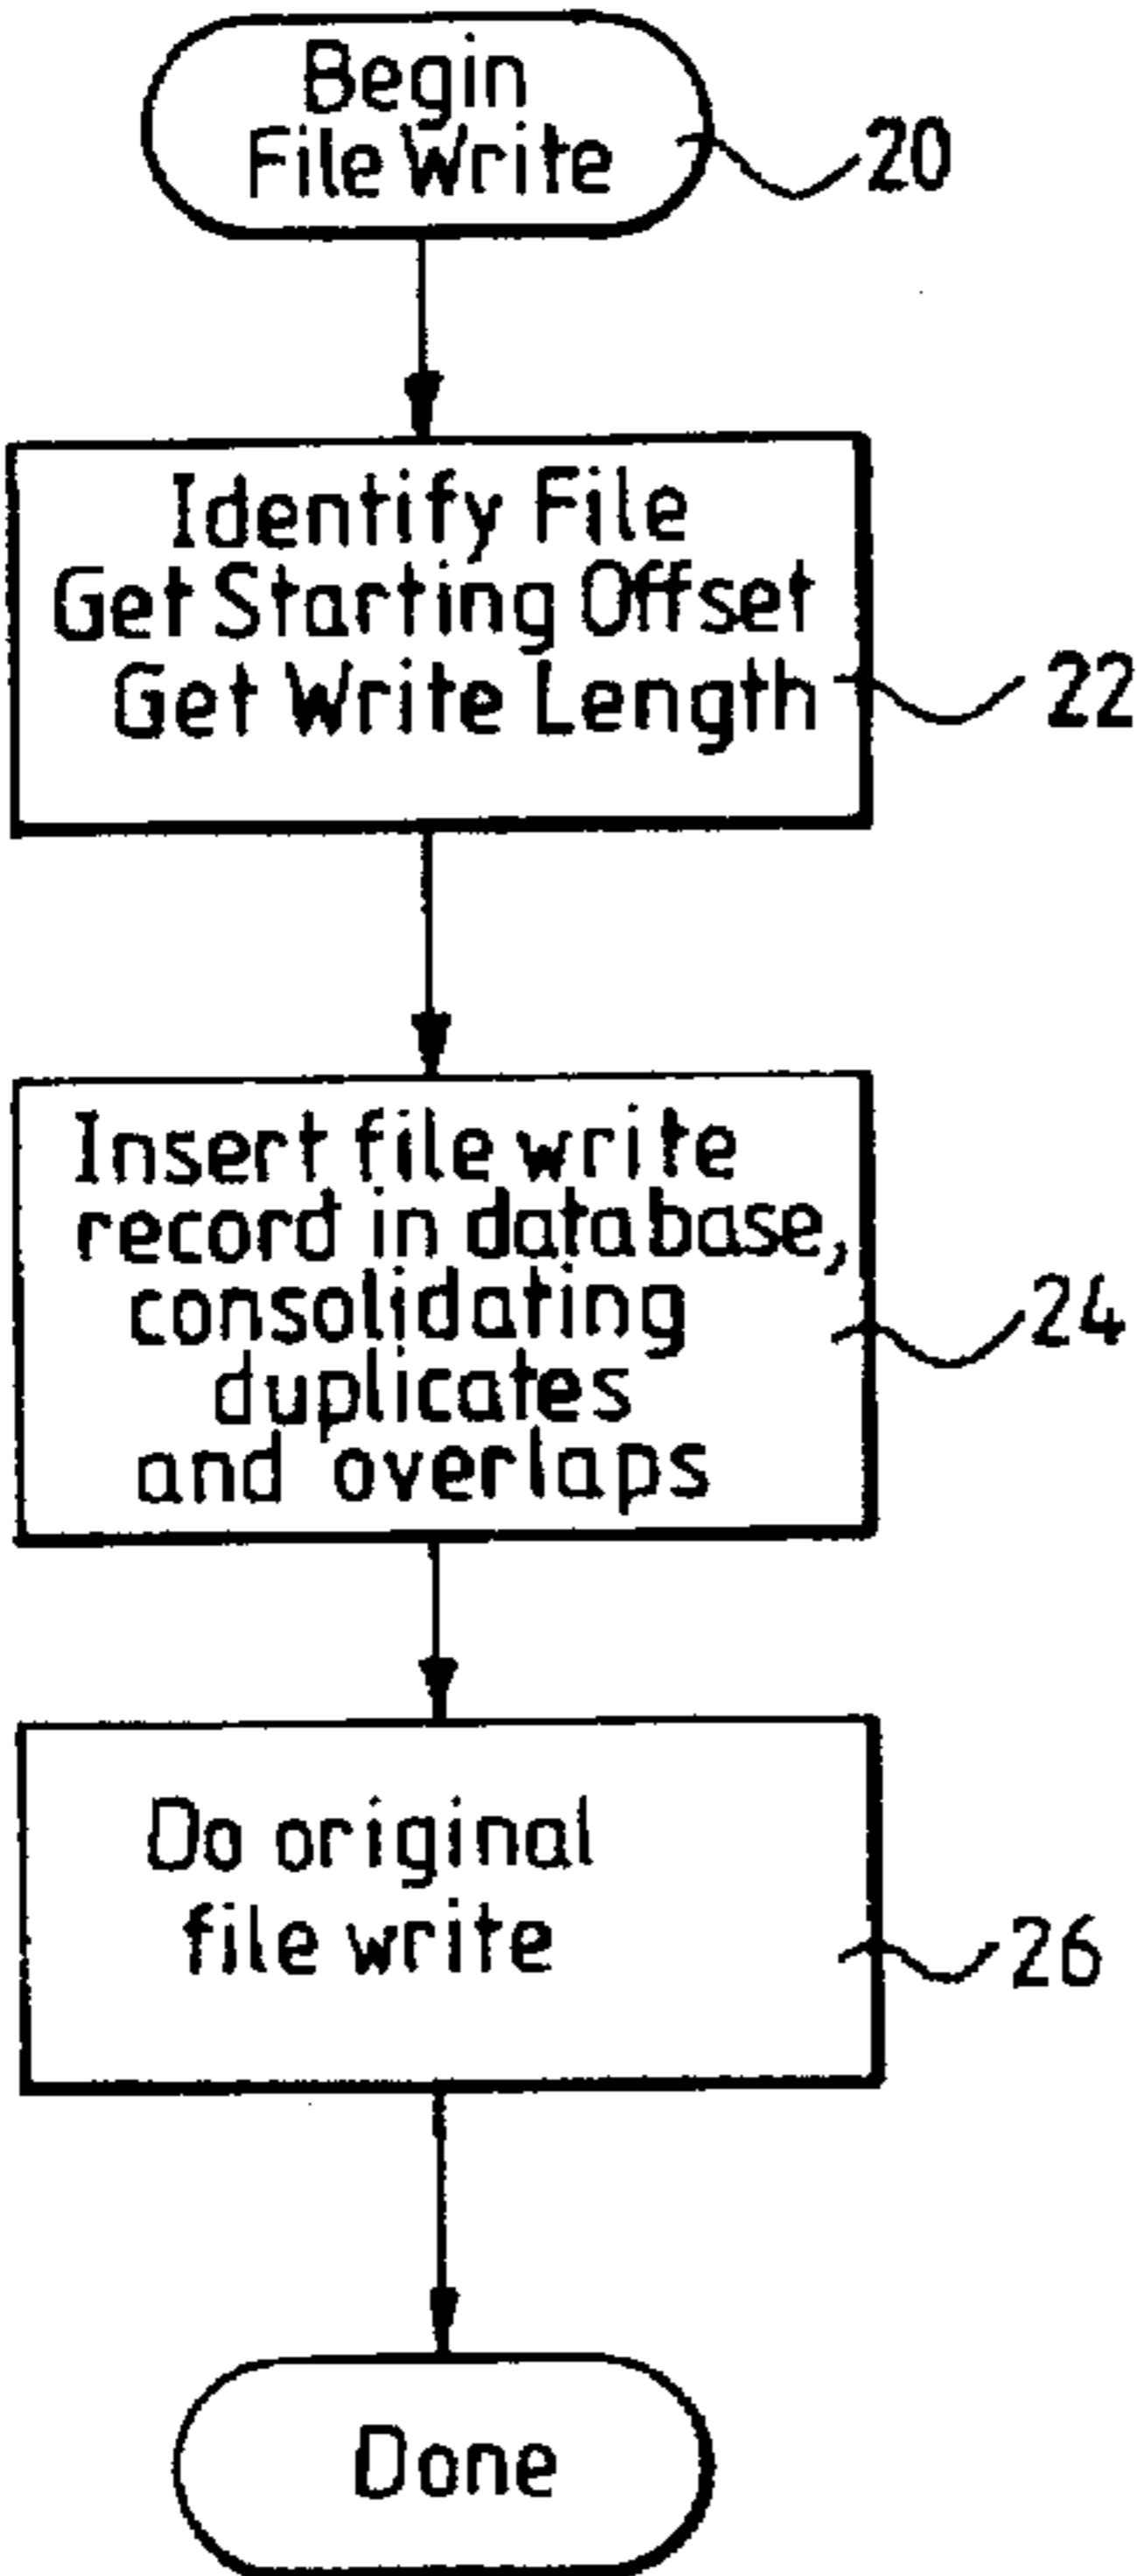 Begin
File Write
20
Identify File
Get Starting Offset
Get Write Length
22
Insert file write
record in database,
consolidating
duplicates
and overlaps
24
Do original
file write
26
Done